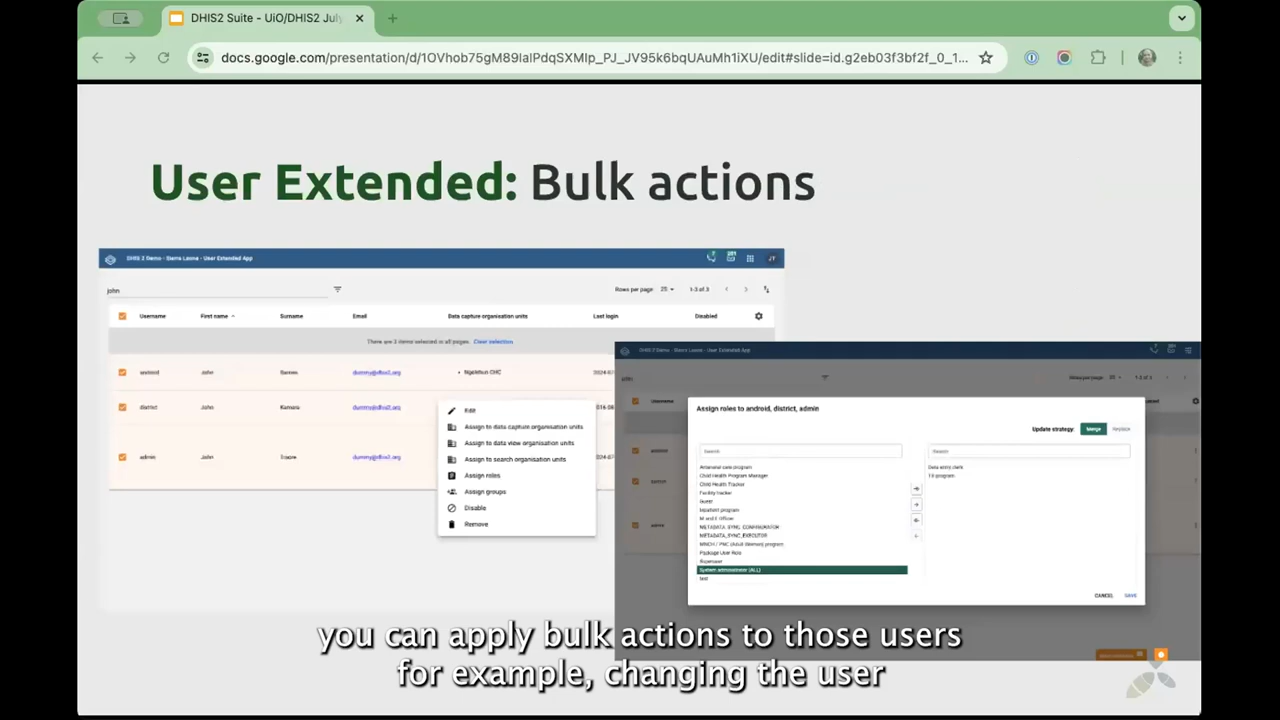 DHIS2 Suite - UiO/DHIS2 July
docs.google.com/presentation/d/1OVhob75gM89IaIPdqSXMIp_PJ_JV95k6bqUAuMh1iXU/edit#slide=id.g2eb03f3bf2f_0_1...
User Extended: Bulk actions
DHIS 2 Demo - Sierra Leone - User Extended App
JT
john
Rows per page 25 1-3 of 3
Username First name Surname Email Data capture organisation units Last login Disabled
There are 3 items selected in all pages. Clear selection
android John dummy@dhis2.org • Ngelehun CHC
district John Kamara dummy@dhis2.org
admin John Traore dummy@dhis2.org
Edit
Assign to data capture organisation units
Assign to data view organisation units
Assign to search organisation units
Assign roles
Assign groups
Disable
Remove
DHIS 2 Demo - Sierra Leone - User Extended App
john
Rows per page
Username
Assign roles to android, district, admin
Update strategy: Merge Replace
Search Search
Antenatal care program
Child Health Program Manager
Child Health Tracker
Facility tracker
Guest
Inpatient program
M and E Officer
METADATA_SYNC_CONFIGURATOR
METADATA_SYNC_EXECUTOR
MNCH / PNC (Adult Woman) program
Package User Role
Superuser
System administrator (ALL)
test
Data entry clerk
TB program
CANCEL SAVE
you can apply bulk actions to those users
for example, changing the user